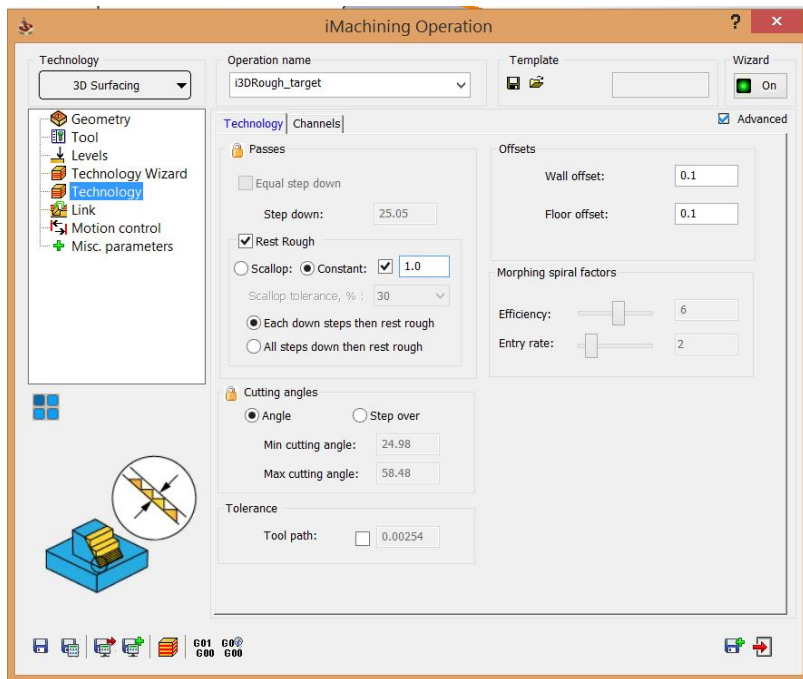 iMachining Operation
? ×
Technology
3D Surfacing
Operation name
i3DRough_target
Template
Wizard
On
Geometry
Tool
Levels
Technology Wizard
Technology
Link
Motion control
Misc. parameters
Technology Channels
Advanced
Passes
Equal step down
Step down: 25.05
Rest Rough
Scallop: Constant: 1.0
Scallop tolerance, % : 30
Each down steps then rest rough
All steps down then rest rough
Cutting angles
Angle Step over
Min cutting angle: 24.98
Max cutting angle: 58.48
Tolerance
Tool path: 0.00254
Offsets
Wall offset: 0.1
Floor offset: 0.1
Morphing spiral factors
Efficiency: 6
Entry rate: 2
G01 G00
G00 G00